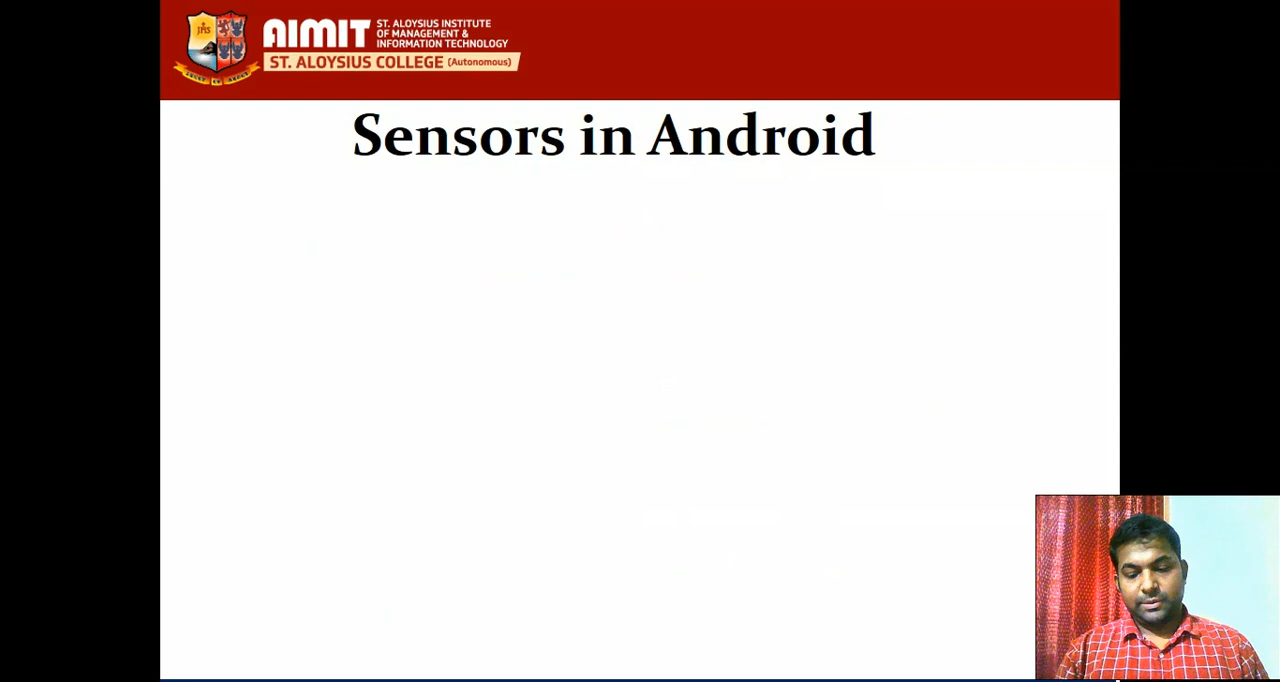 AIMIT
ST. ALOYSIUS INSTITUTE
OF MANAGEMENT &
INFORMATION TECHNOLOGY
ST. ALOYSIUS COLLEGE (Autonomous)
Sensors in Android